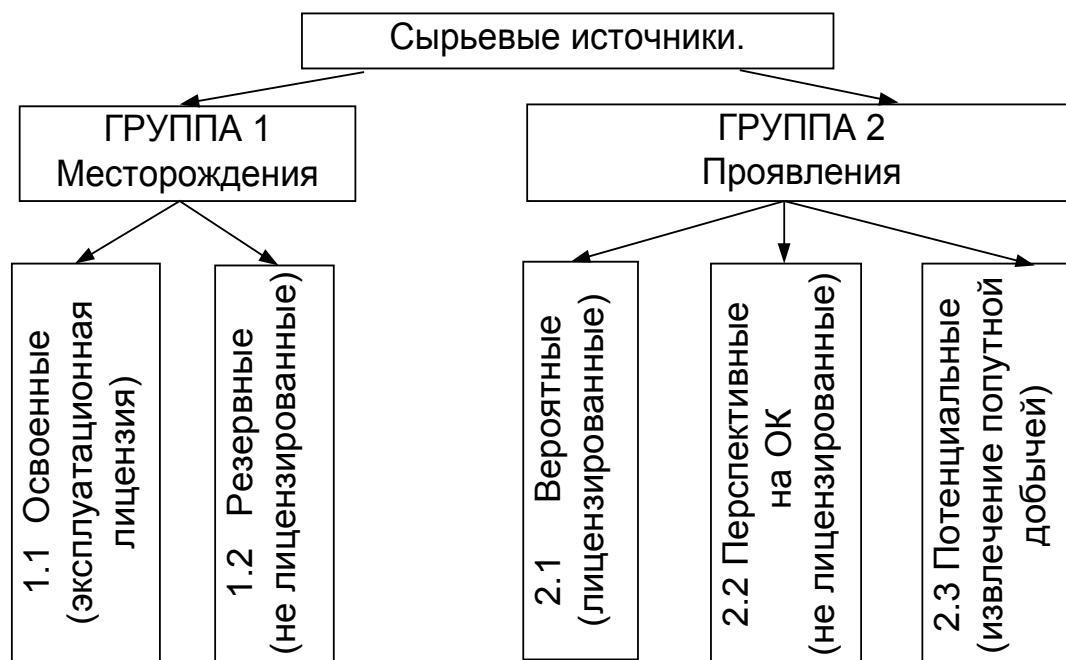 Сырьевые источники.
ГРУППА 1
Месторождения
ГРУППА 2
Проявления
1.1 Освоенные
(эксплуатационная
лицензия)
1.2 Резервные
(не лицензированные)
2.1 Вероятные
(лицензированные)
2.2 Перспективные
на ОК
(не лицензированные)
2.3 Потенциальные
(извлечение попутной
добычей)